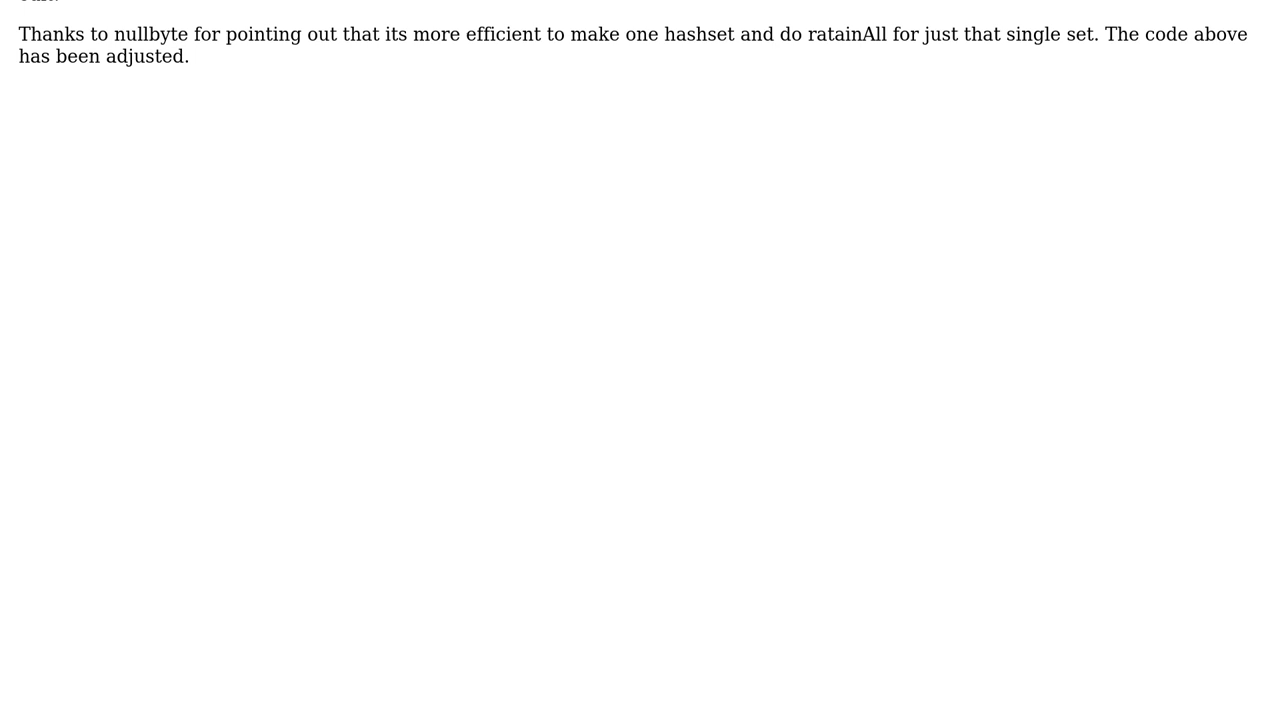 Thanks to nullbyte for pointing out that its more efficient to make one hashset and do ratainAll for just that single set. The code above
has been adjusted.